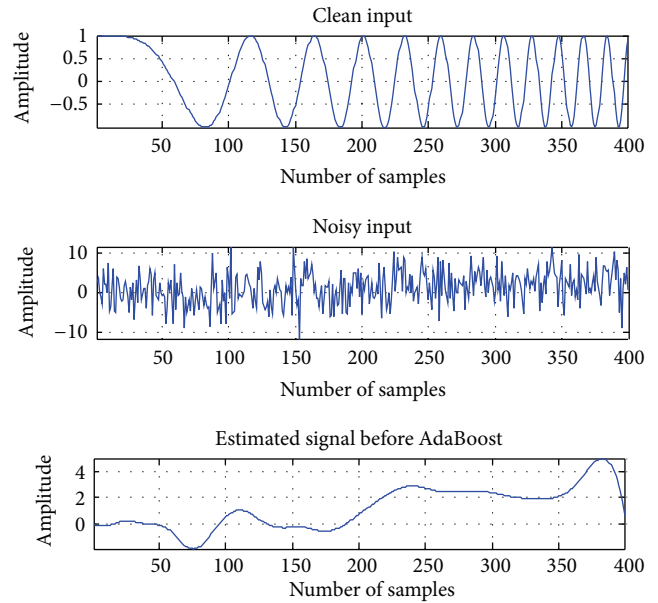 Clean input
Amplitude
1
0.5
0
−0.5
50 100 150 200 250 300 350 400
Number of samples
Noisy input
Amplitude
10
0
−10
50 100 150 200 250 300 350 400
Number of samples
Estimated signal before AdaBoost
Amplitude
4
2
0
50 100 150 200 250 300 350 400
Number of samples